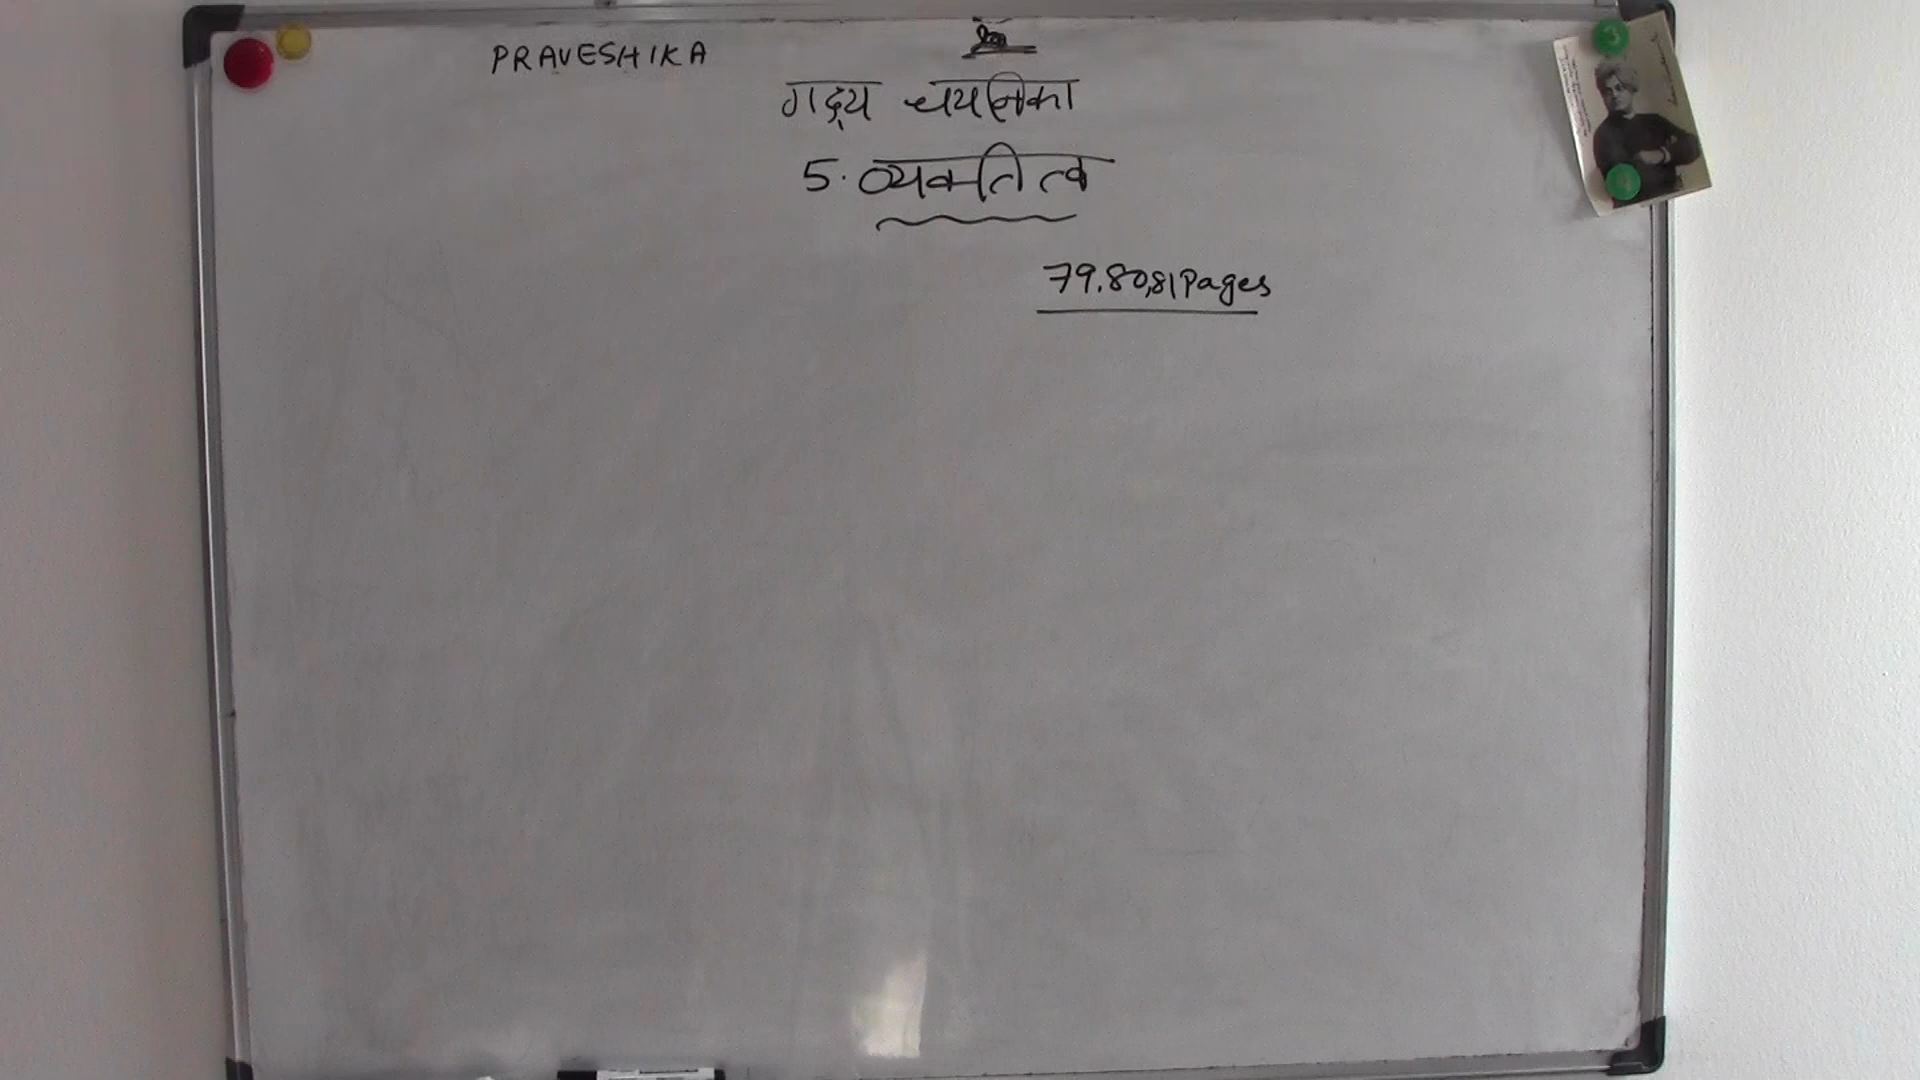 PRAVESHIKA
गद्य चयनिका
5. व्यक्तित्व
79.80,81 Pages